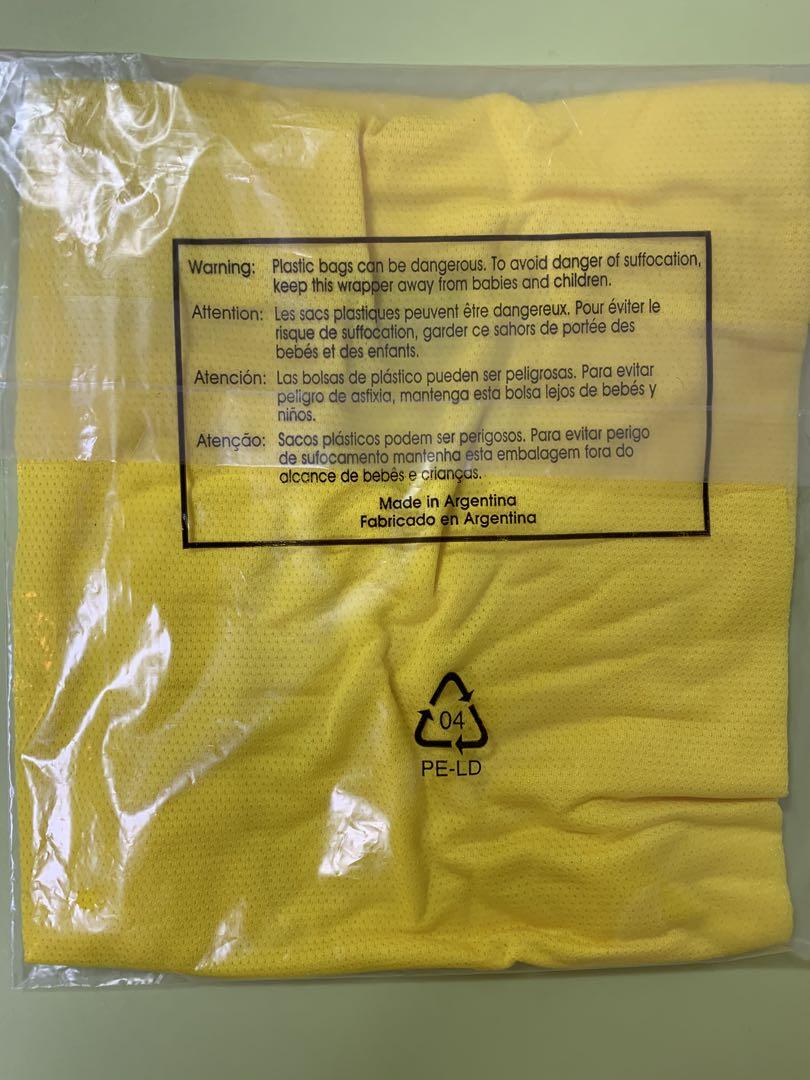 Warning: Plastic bags can be dangerous. To avoid danger of suffocation,
keep this wrapper away from babies and children.
Attention: Les sacs plastiques peuvent être dangereux. Pour éviter le
risque de suffocation, garder ce sahors de portée des
bebés et des enfants.
Atención: Las bolsas de plástico pueden ser peligrosas. Para evitar
peligro de asfixia, mantenga esta bolsa lejos de bebés y
niños.
Atenção: Sacos plásticos podem ser perigosos. Para evitar perigo
de sufocamento mantenha esta embalagem fora do
alcance de bebês e crianças.
Made in Argentina
Fabricado en Argentina
04
PE-LD